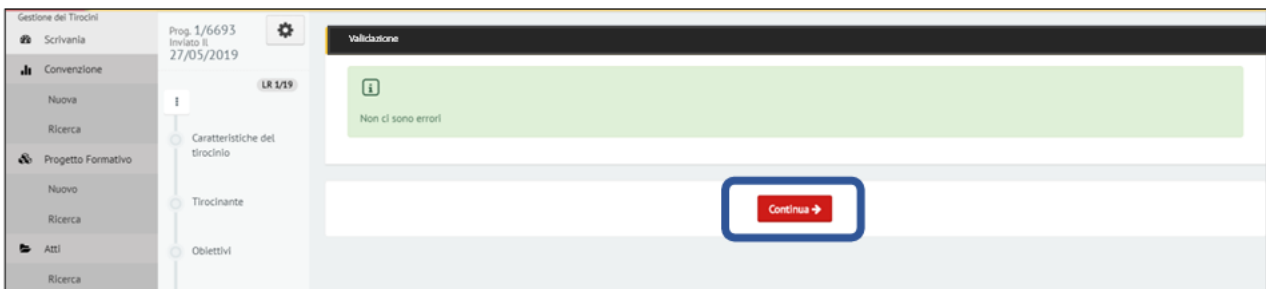 Gestione dei Tirocini
Scrivania
Convenzione
Nuova
Ricerca
Progetto Formativo
Nuovo
Ricerca
Atti
Ricerca
Prog. 1/6693
Inviato Il
27/05/2019
LR 1/19
Caratteristiche del
tirocinio
Tirocinante
Obiettivi
Validazione
Non ci sono errori
Continua →